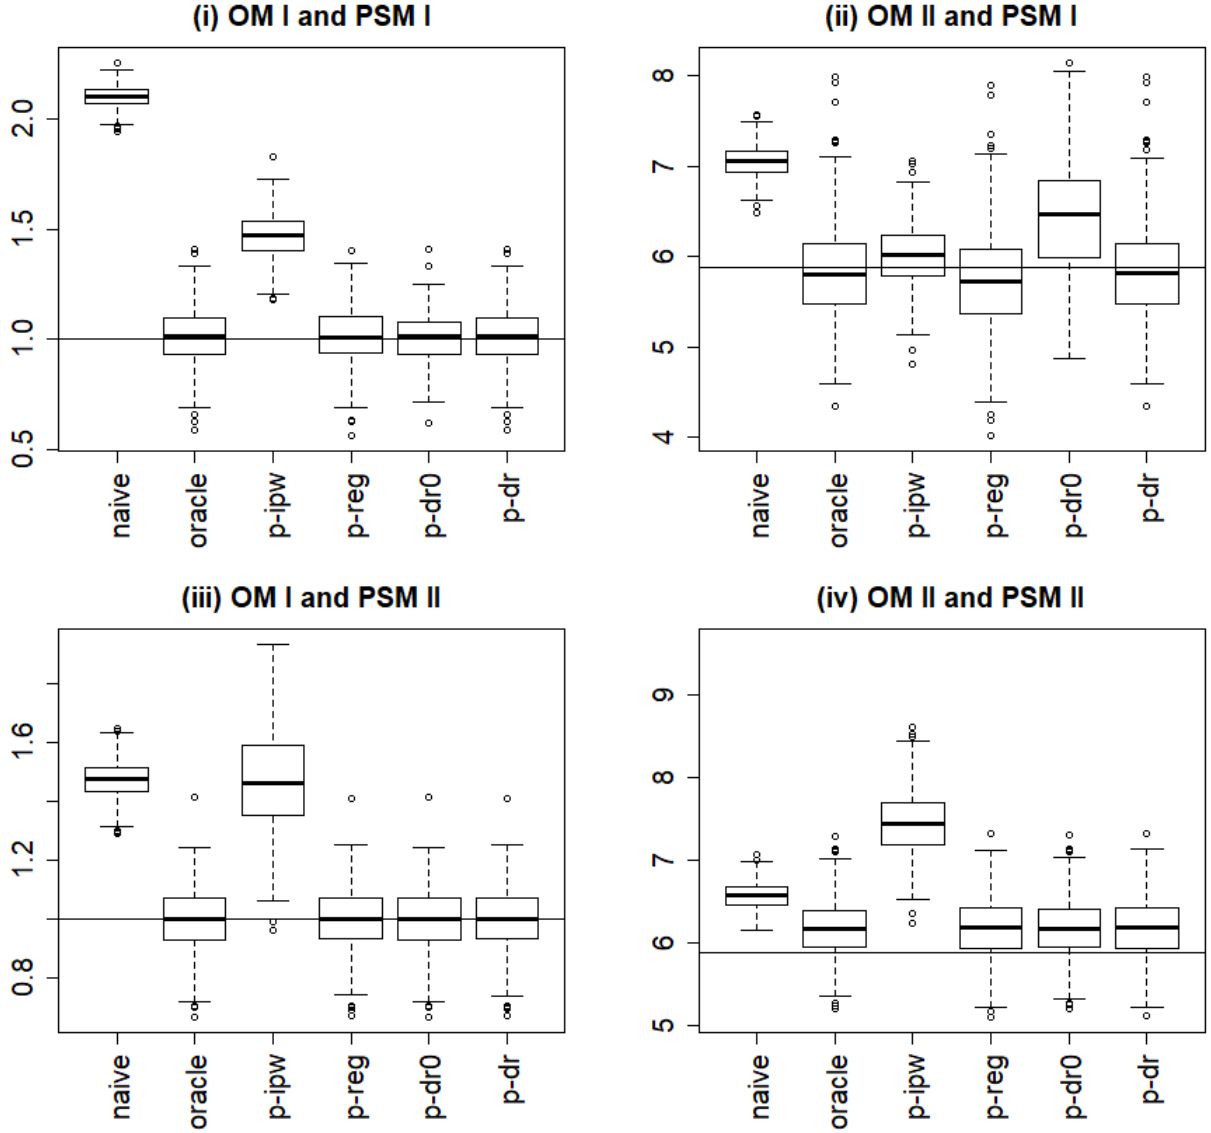 (i) OM I and PSM I
2.0
1.5
1.0
0.5
naive
oracle
p-ipw
p-reg
p-dr0
p-dr
(ii) OM II and PSM I
8
7
6
5
4
naive
oracle
p-ipw
p-reg
p-dr0
p-dr
(iii) OM I and PSM II
1.6
1.2
0.8
naive
oracle
p-ipw
p-reg
p-dr0
p-dr
(iv) OM II and PSM II
9
8
7
6
5
naive
oracle
p-ipw
p-reg
p-dr0
p-dr